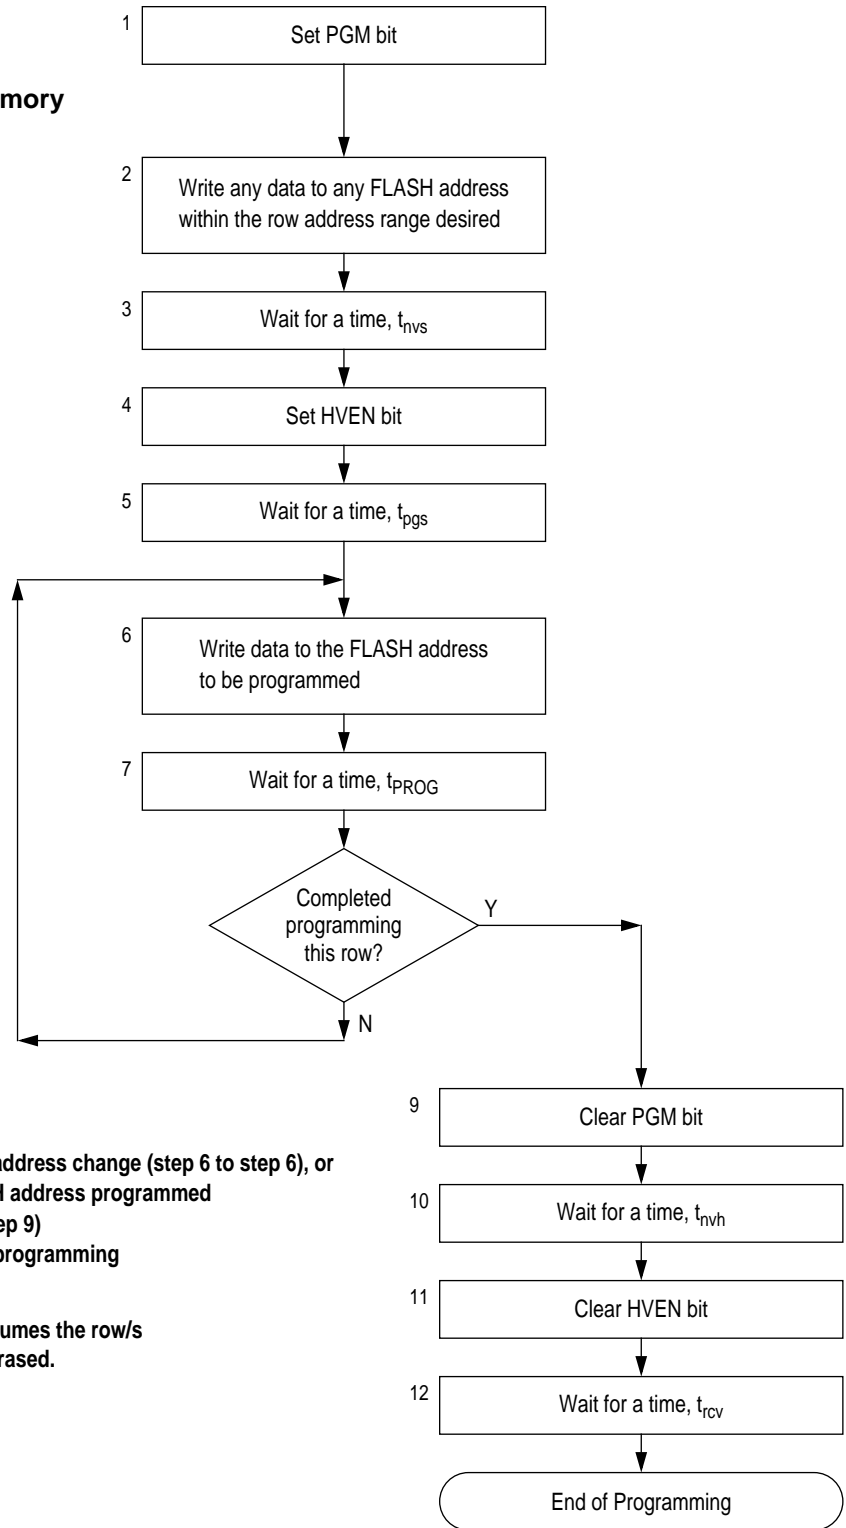 1
Set PGM bit
mory
2
Write any data to any FLASH address
within the row address range desired
3
Wait for a time, tnvs
4
Set HVEN bit
5
Wait for a time, tpgs
6
Write data to the FLASH address
to be programmed
7
Wait for a time, tPROG
Completed
programming
this row?
Y
N
9
Clear PGM bit
address change (step 6 to step 6), or
H address programmed
ep 9)
programming
10
Wait for a time, tnvh
11
Clear HVEN bit
umes the row/s
rased.
12
Wait for a time, trcv
End of Programming